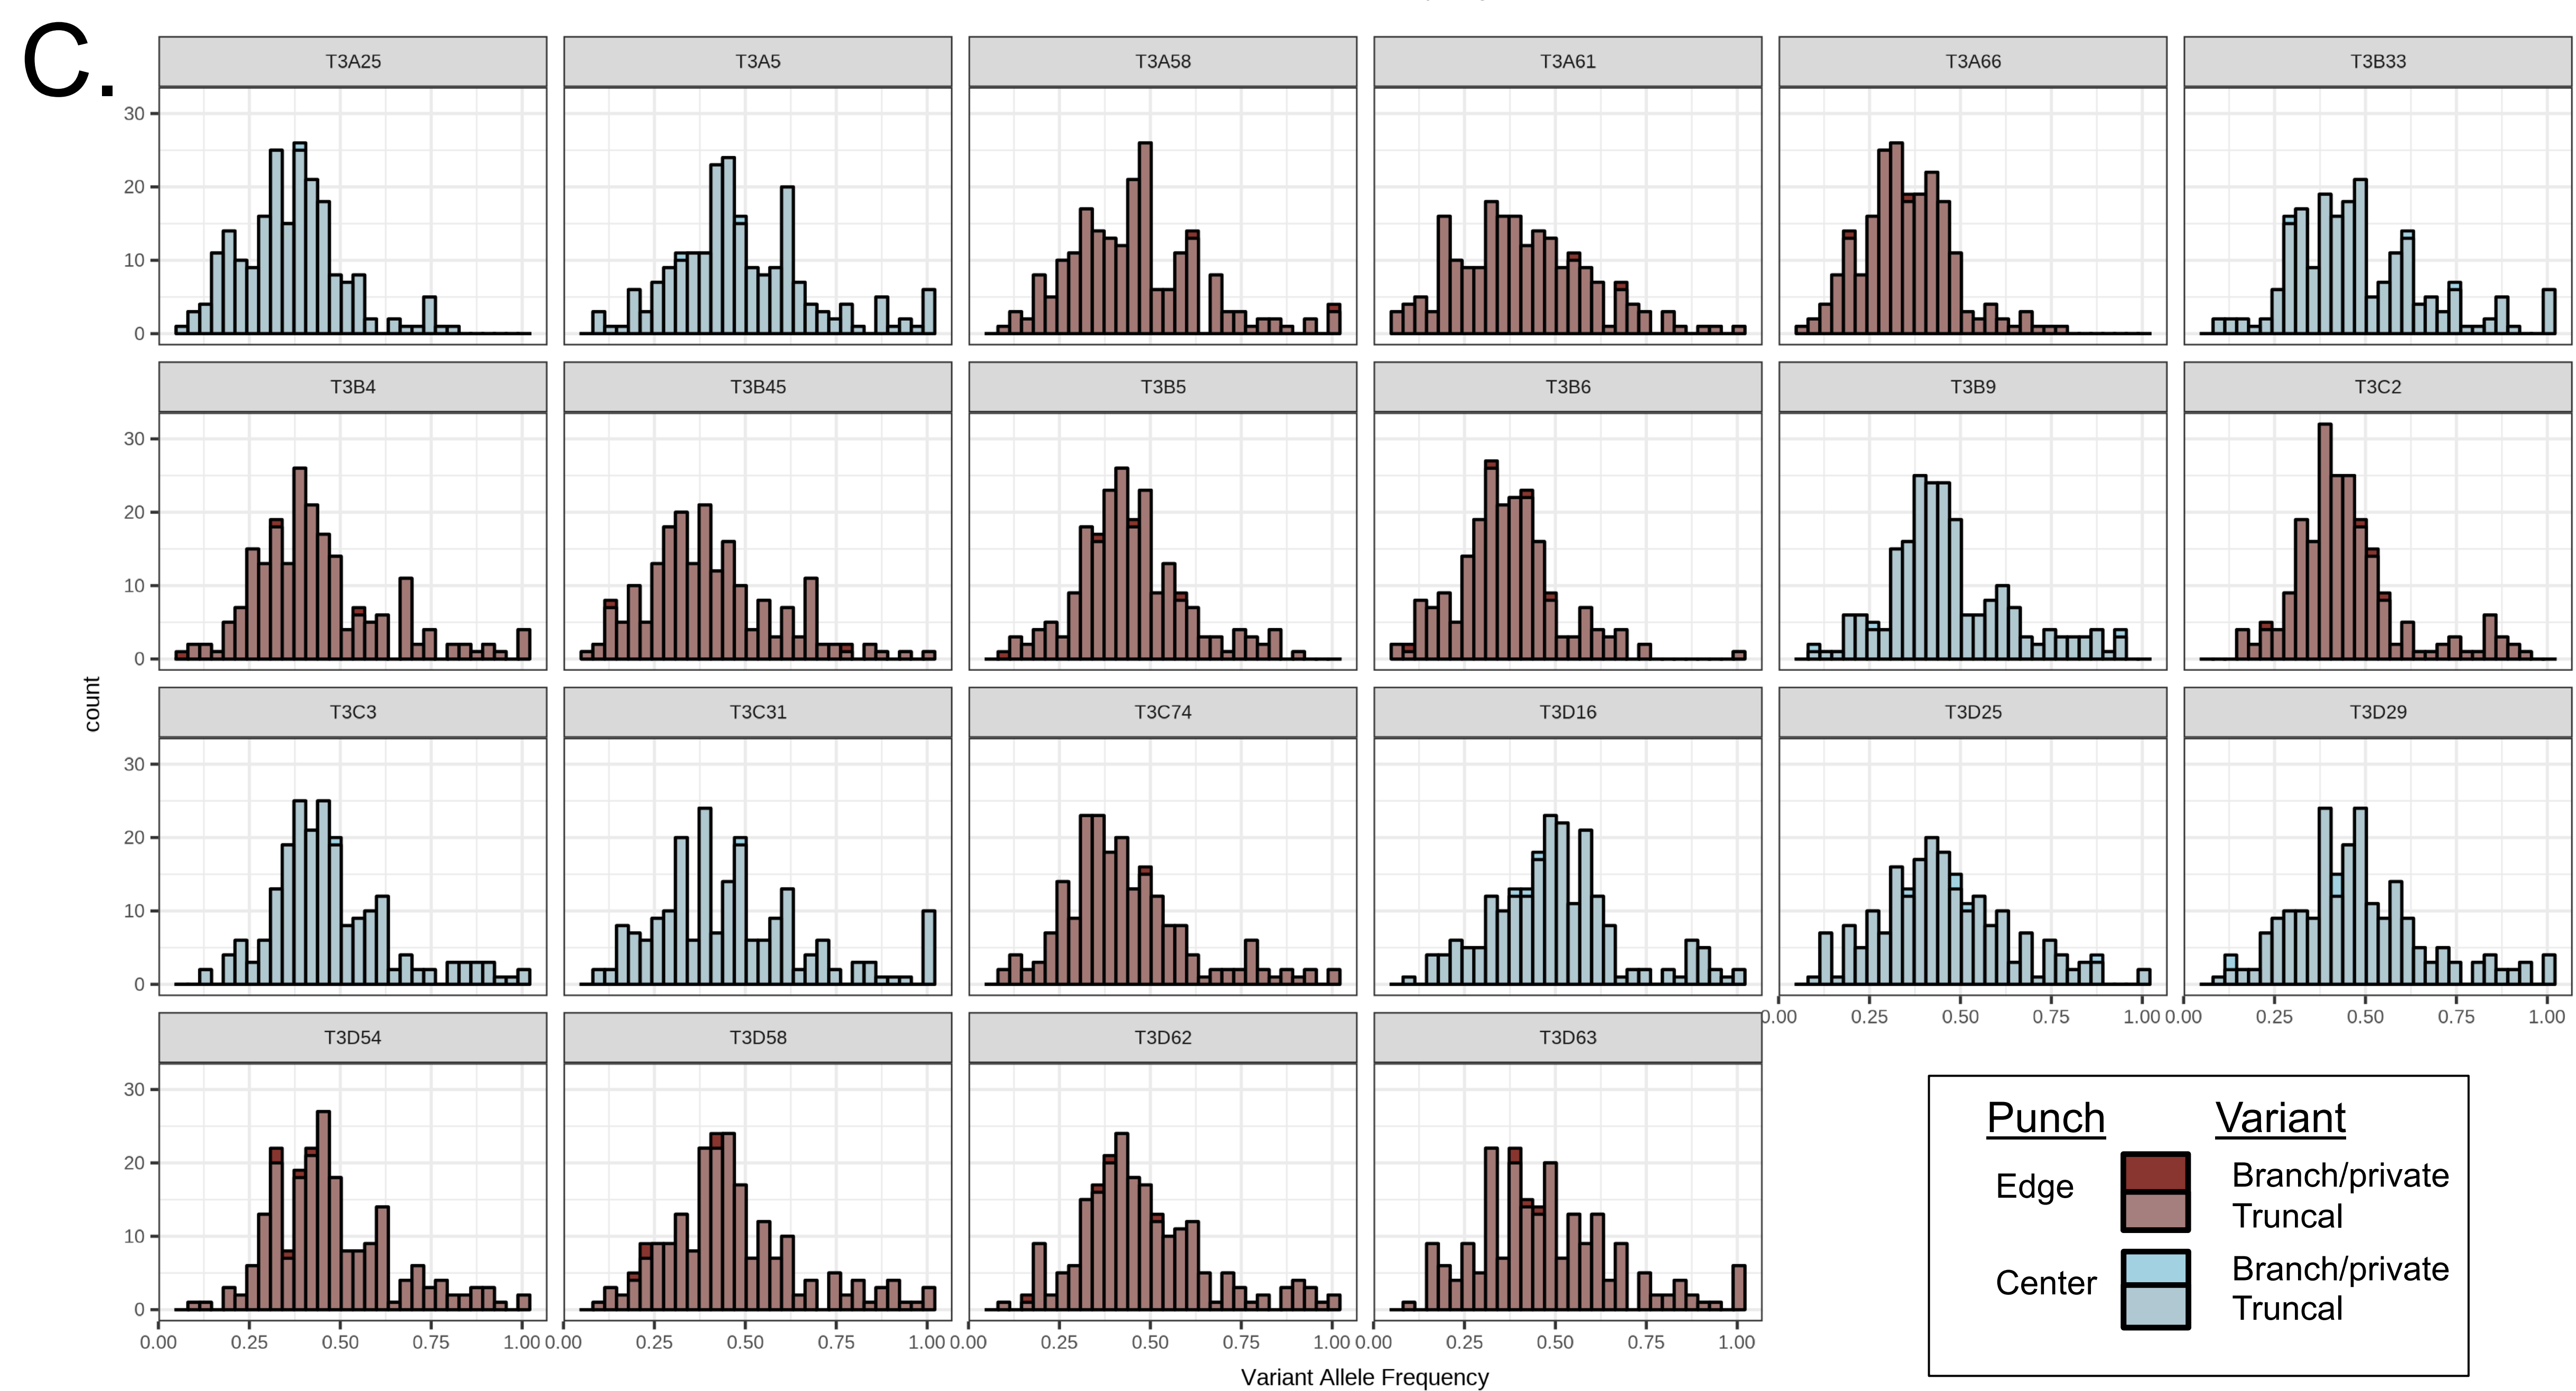 C.
T3A25 T3A5 T3A58 T3A61 T3A66 T3B33
30
20
10
0
T3B4 T3B45 T3B5 T3B6 T3B9 T3C2
30
20
10
0
count
T3C3 T3C31 T3C74 T3D16 T3D25 T3D29
30
20
10
0
0.00 0.25 0.50 0.75 1.00 0.00 0.25 0.50 0.75 1.00
T3D54 T3D58 T3D62 T3D63
30
20
10
0
0.00 0.25 0.50 0.75 1.00 0.00 0.25 0.50 0.75 1.00 0.00 0.25 0.50 0.75 1.00 0.00 0.25 0.50 0.75 1.00
Variant Allele Frequency
Punch Variant
Edge Branch/private
Truncal
Center Branch/private
Truncal